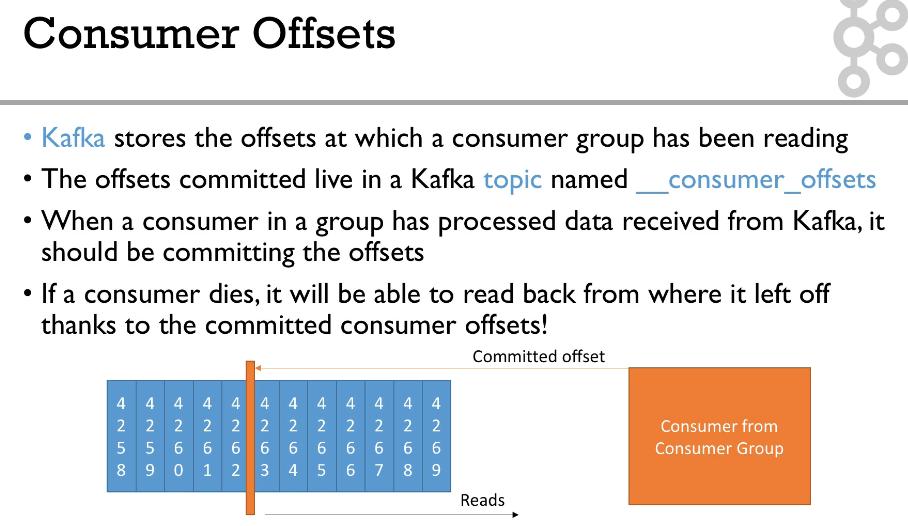 Consumer Offsets
• Kafka stores the offsets at which a consumer group has been reading
• The offsets committed live in a Kafka topic named __consumer_offsets
• When a consumer in a group has processed data received from Kafka, it
should be committing the offsets
• If a consumer dies, it will be able to read back from where it left off
thanks to the committed consumer offsets!
Committed offset
4258 4259 4260 4261 4262 4263 4264 4265 4266 4267 4268 4269
Consumer from
Consumer Group
Reads